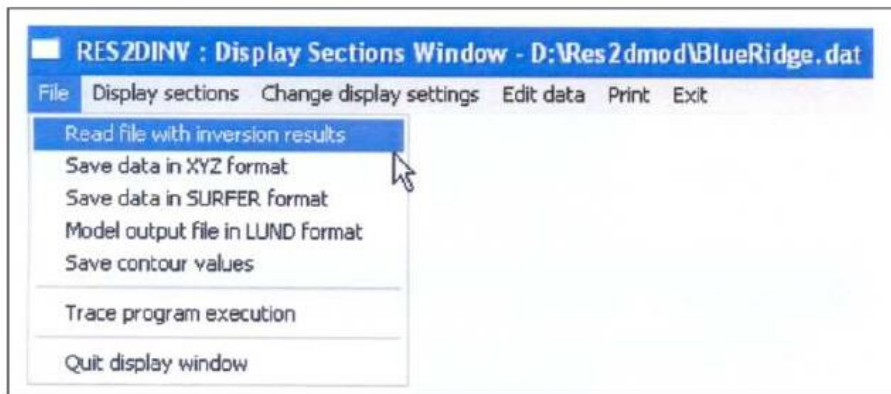 RES2DINV : Display Sections Window - D:\Res2dmod\BlueRidge.dat
File Display sections Change display settings Edit data Print Exit
Read file with inversion results
Save data in XYZ format
Save data in SURFER format
Model output file in LUND format
Save contour values
Trace program execution
Quit display window